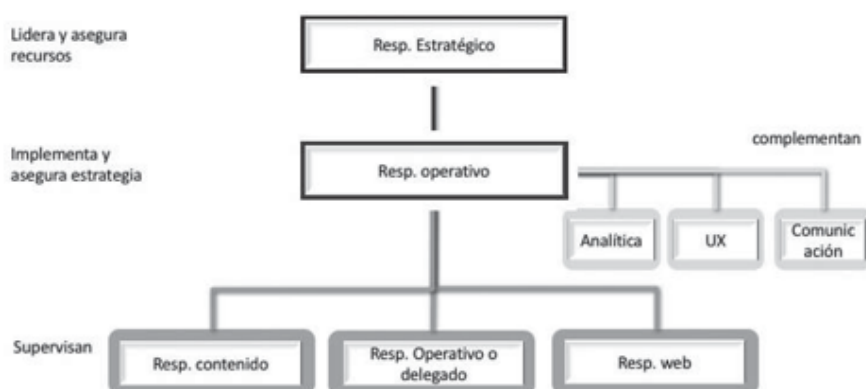 Lidera y asegura
recursos
Resp. Estratégico
Implementa y
asegura estrategia
Resp. operativo
complementan
Analítica
UX
Comunic
ación
Supervisan
Resp. contenido
Resp. Operativo o
delegado
Resp. web